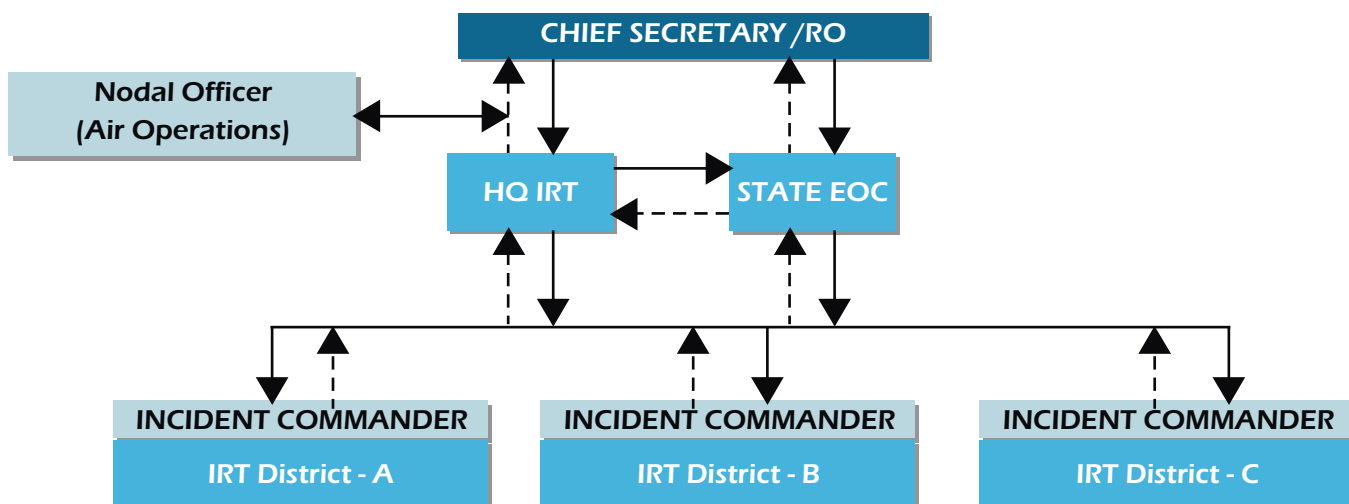 CHIEF SECRETARY /RO
Nodal Officer
(Air Operations)
HQ IRT
STATE EOC
INCIDENT COMMANDER
IRT District - A
INCIDENT COMMANDER
IRT District - B
INCIDENT COMMANDER
IRT District - C